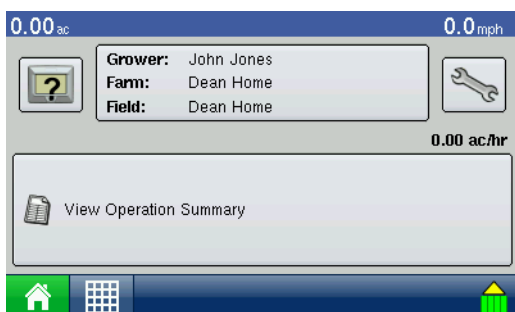 0.00 ac 0.0 mph
?
Grower: John Jones
Farm: Dean Home
Field: Dean Home
0.00 ac/hr
View Operation Summary